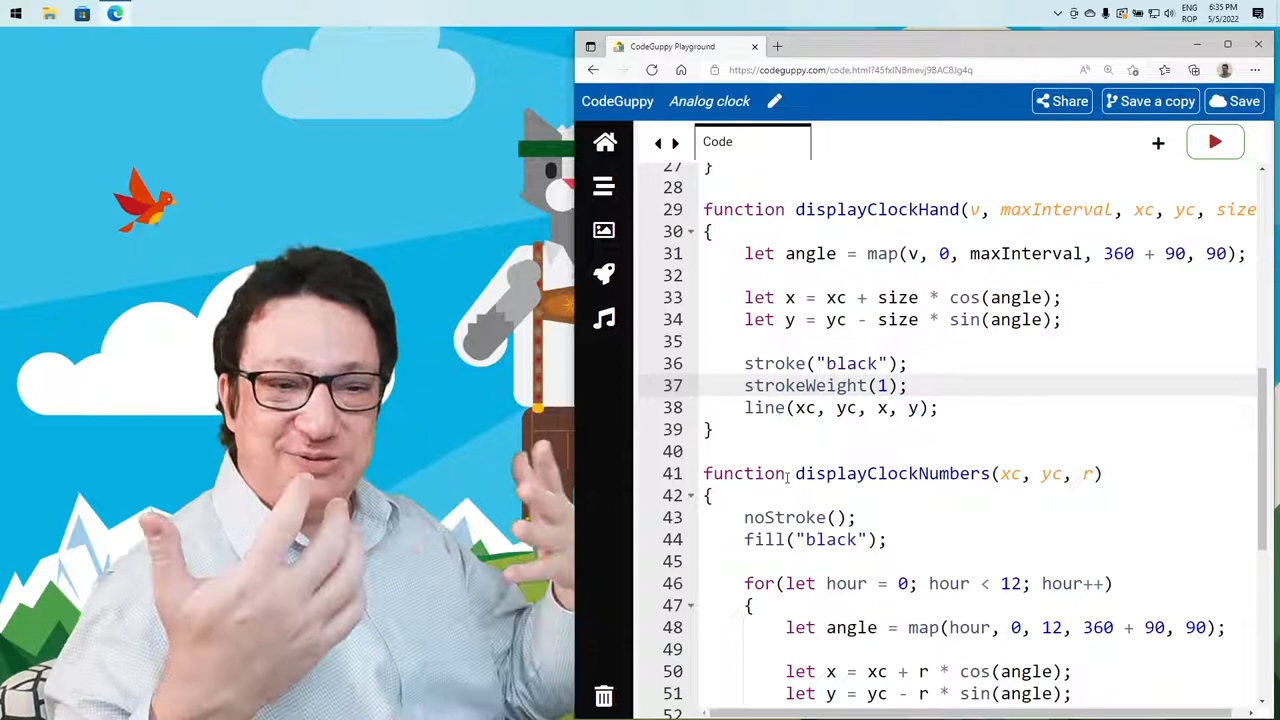 ENG
ROP
6:35 PM
5/5/2022
CodeGuppy Playground
https://codeguppy.com/code.html?45fxlNBmevj9BAC8Jg4q
CodeGuppy Analog clock Share Save a copy Save
Code
27 }
28
29 function displayClockHand(v, maxInterval, xc, yc, size
30 {
31 let angle = map(v, 0, maxInterval, 360 + 90, 90);
32
33 let x = xc + size * cos(angle);
34 let y = yc - size * sin(angle);
35
36 stroke("black");
37 strokeWeight(1);
38 line(xc, yc, x, y);
39 }
40
41 function displayClockNumbers(xc, yc, r)
42 {
43 noStroke();
44 fill("black");
45
46 for(let hour = 0; hour < 12; hour++)
47 {
48 let angle = map(hour, 0, 12, 360 + 90, 90);
49
50 let x = xc + r * cos(angle);
51 let y = yc - r * sin(angle);
52